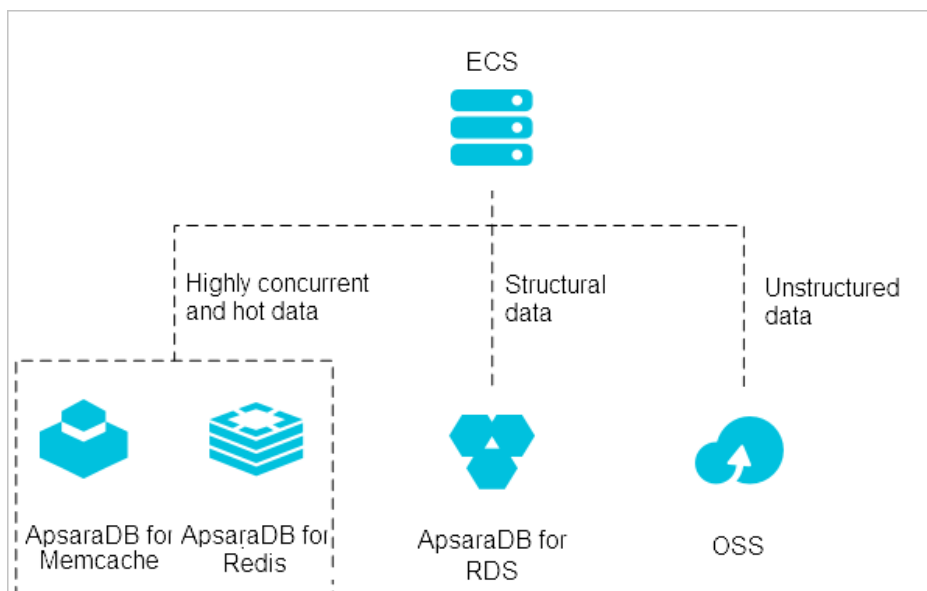 ECS
Highly concurrent
and hot data
Structural
data
Unstructured
data
ApsaraDB for
Memcache
ApsaraDB for
Redis
ApsaraDB for
RDS
OSS